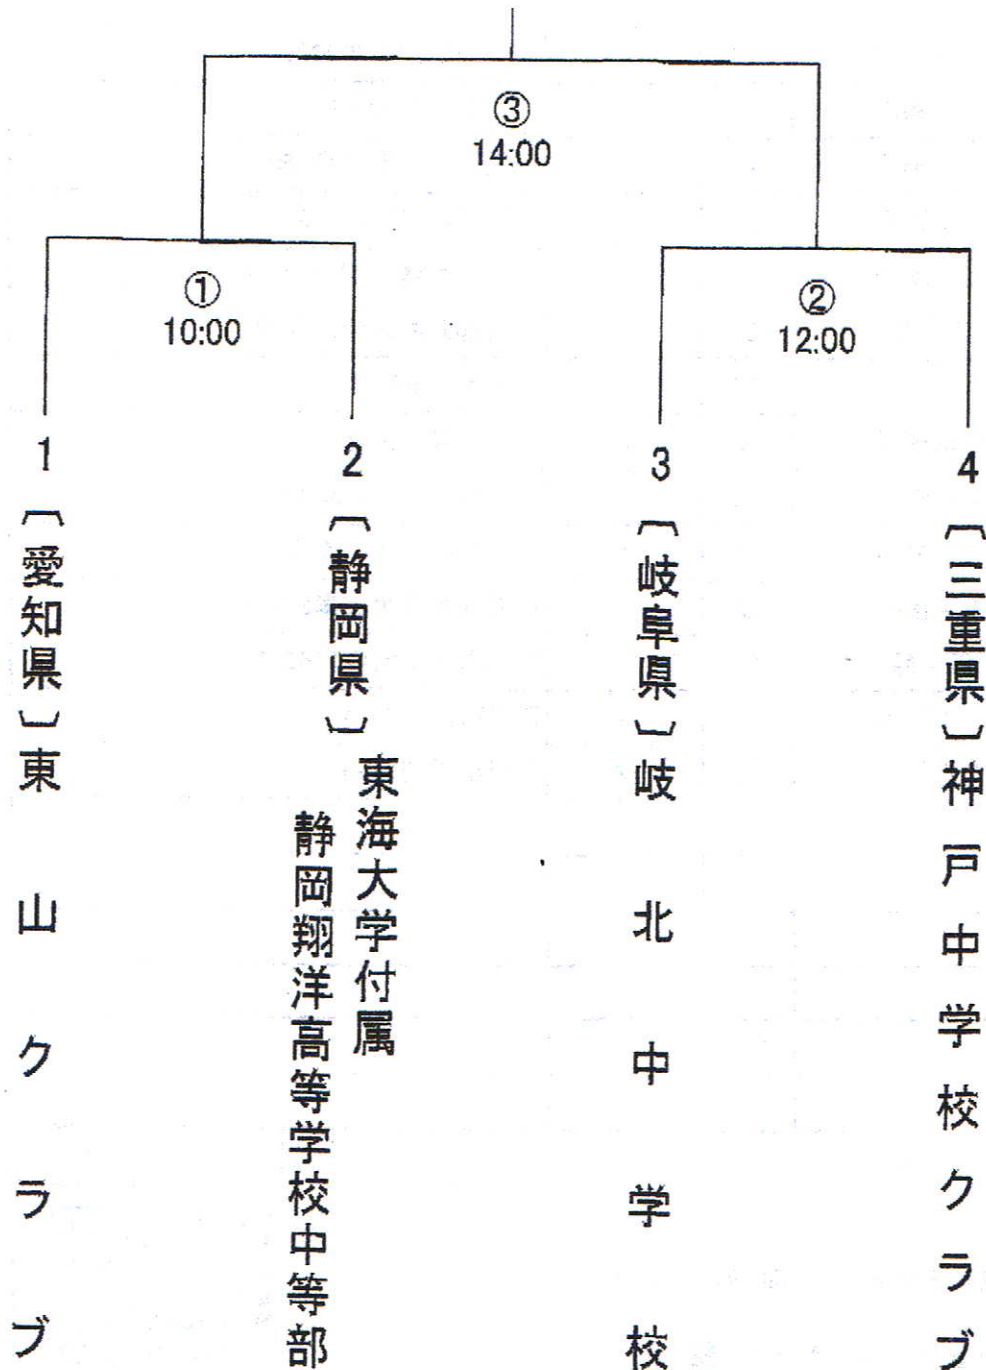 ③
14:00
①
10:00
②
12:00
1〔愛知県〕東山クラブ
2〔静岡県〕
東海大学付属
静岡翔洋高等学校中等部
3〔岐阜県〕岐北中学校
4〔三重県〕神戸中学校クラブ